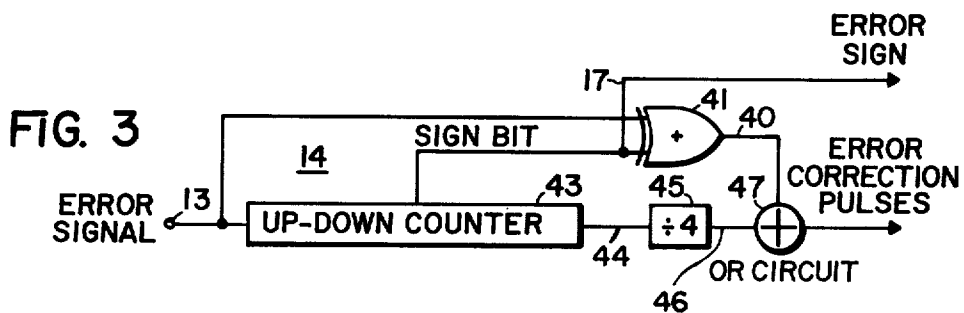 ERROR
SIGN
17
41
40
FIG. 3
SIGN BIT
+
14
ERROR
CORRECTION
PULSES
13
43
45
47
ERROR
SIGNAL
UP-DOWN COUNTER
÷4
+
44
46
OR CIRCUIT